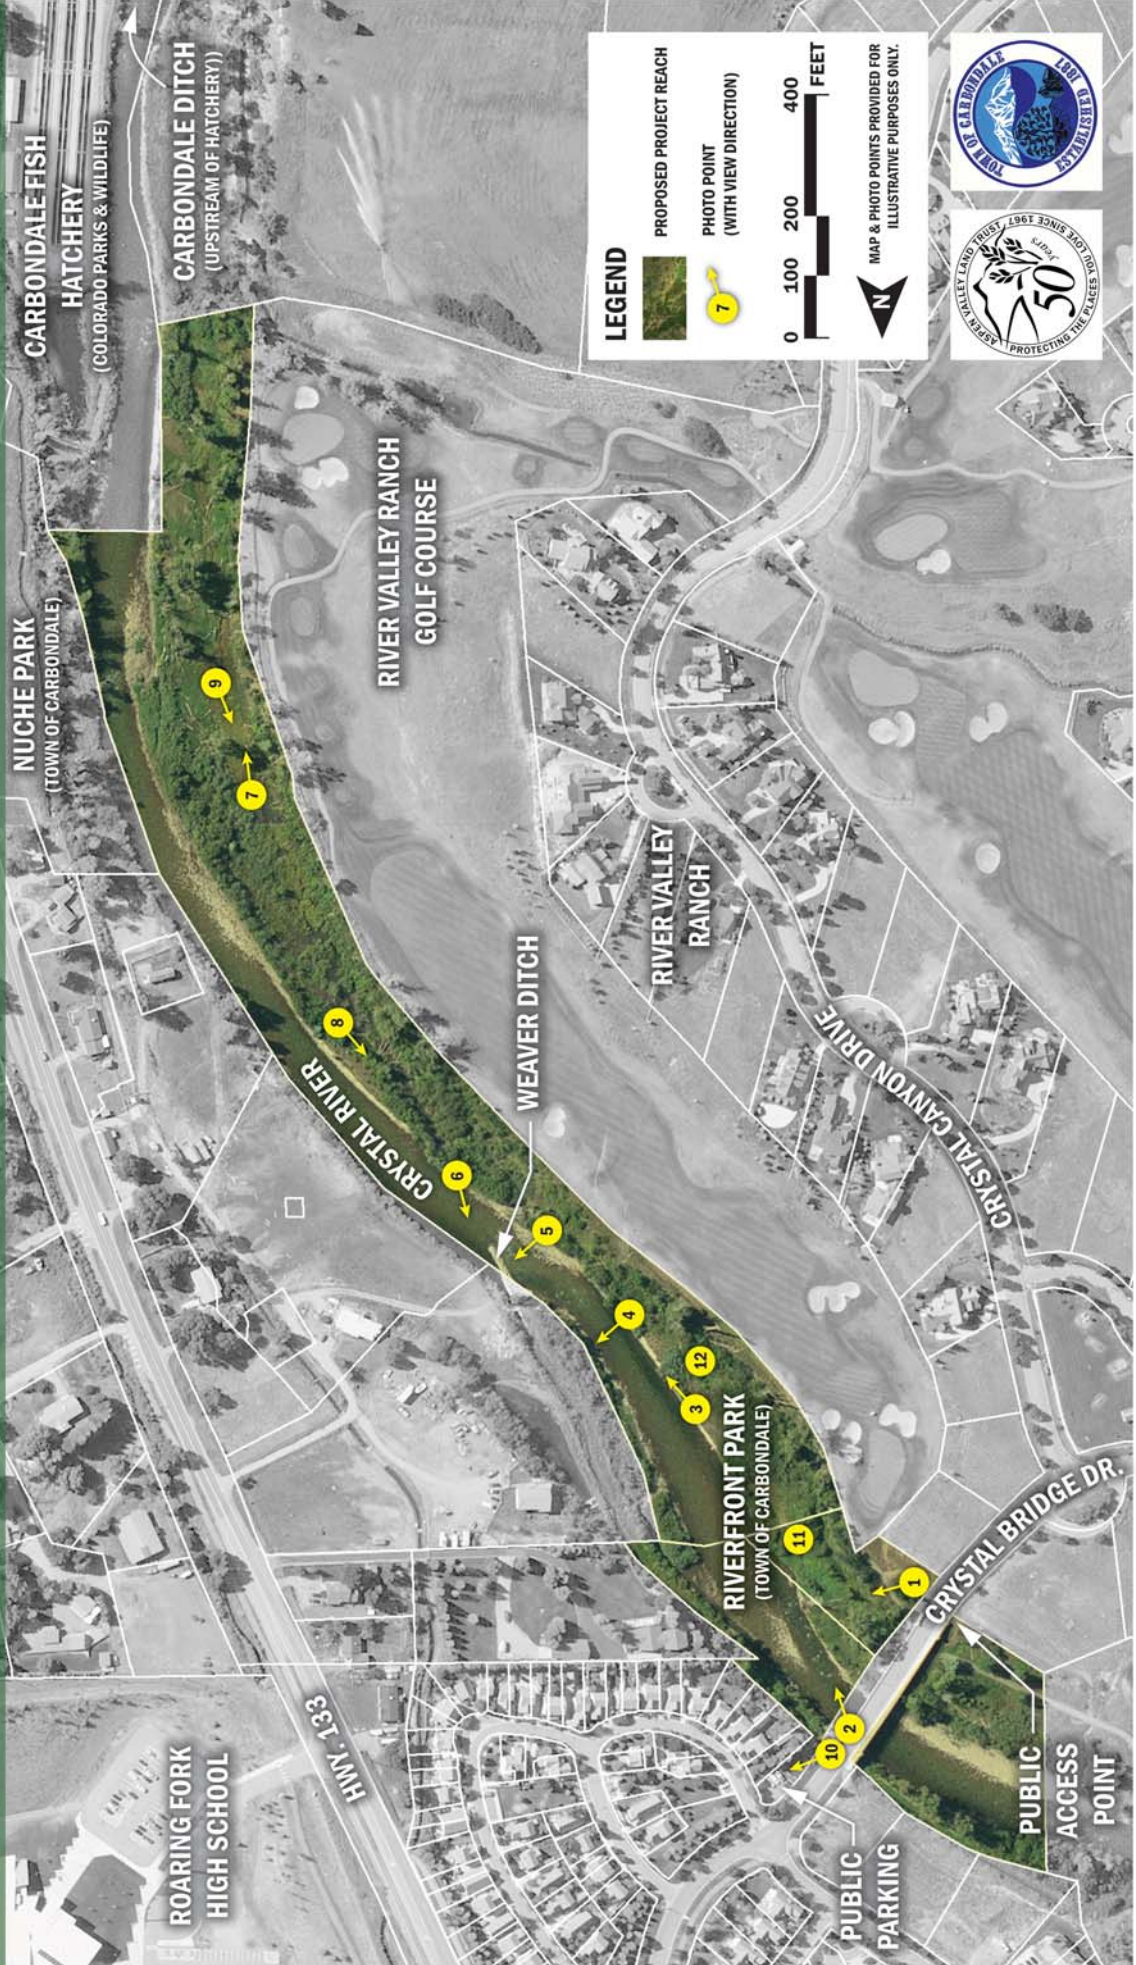 CARBONDALE FISH
HATCHERY
(COLORADO PARKS & WILDLIFE)
CARBONDALE DITCH
(UPSTREAM OF HATCHERY))
NUCHE PARK
(TOWN OF CARBONDALE)
RIVER VALLEY RANCH
GOLF COURSE
9
7
8
CRYSTAL RIVER
WEAVER DITCH
6
5
4
12
3
RIVERFRONT PARK
(TOWN OF CARBONDALE)
11
1
2
10
RIVER VALLEY
RANCH
CRYSTAL CANYON DRIVE
CRYSTAL BRIDGE DR.
HWY. 133
ROARING FORK
HIGH SCHOOL
PUBLIC
PARKING
PUBLIC
ACCESS
POINT
LEGEND
PROPOSED PROJECT REACH
7
PHOTO POINT
(WITH VIEW DIRECTION)
0 100 200 400
FEET
N
MAP & PHOTO POINTS PROVIDED FOR
ILLUSTRATIVE PURPOSES ONLY.
ASPEN VALLEY LAND TRUST
SINCE 1967
50
years
PROTECTING THE PLACES YOU LOVE
TOWN OF CARBONDALE
ESTABLISHED 1887